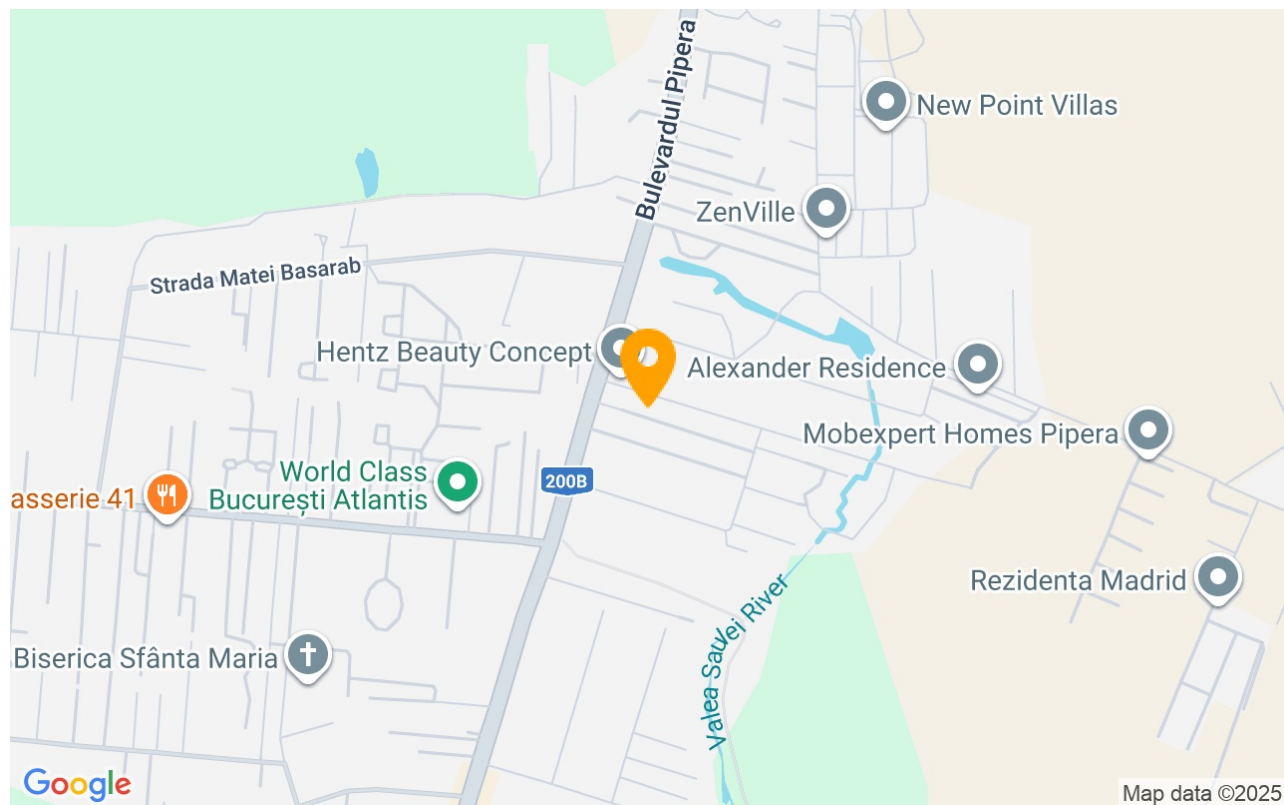 Bulevardul Pipera
New Point Villas
ZenVille
Strada Matei Basarab
Hentz Beauty Concept
Alexander Residence
Mobexpert Homes Pipera
World Class
București Atlantis
200B
asserie 41
Rezidenta Madrid
Valea Saulei River
Biserica Sfânta Maria
Google
Map data ©2025